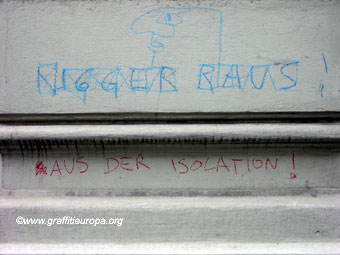 NIGGER RAUS !
AUS DER ISOLATION !
©www.graffitieuropa.org